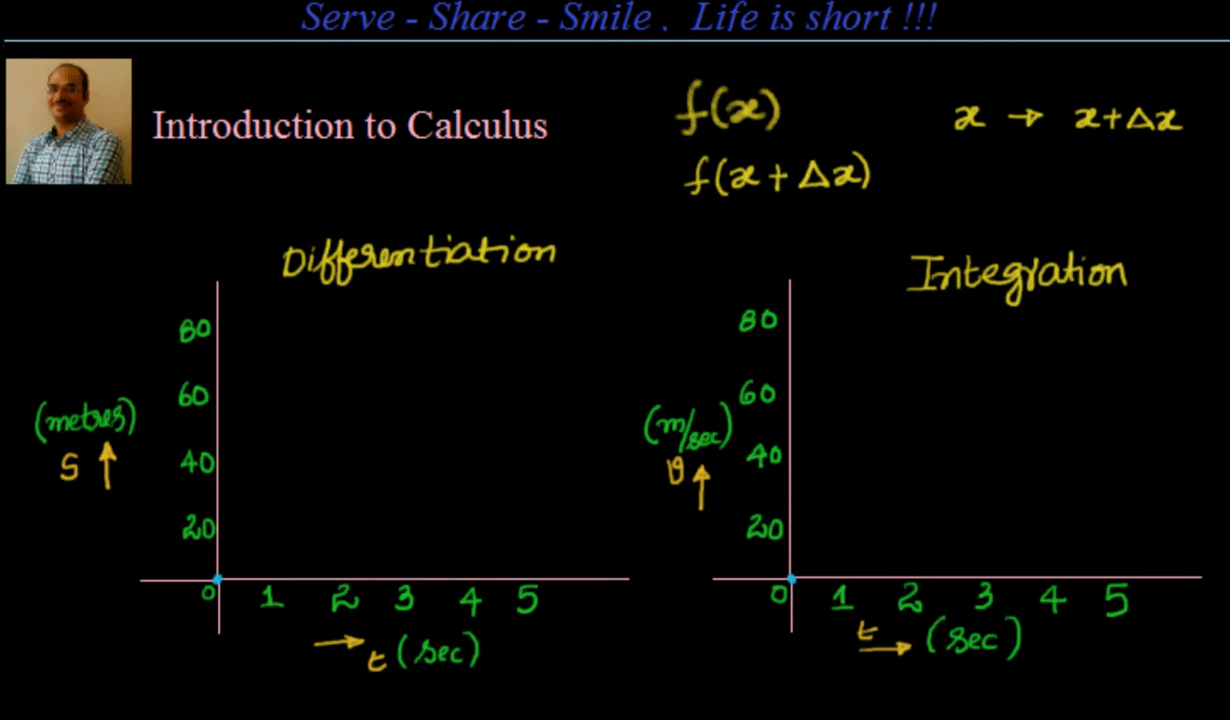 Serve - Share - Smile . Life is short !!!
Introduction to Calculus
f(x)
x → x+Δx
f(x + Δx)
Differentiation
80
60
(metres)
S ↑
40
20
0 1 2 3 4 5
→ t (sec)
Integration
80
60
(m/sec)
v ↑
40
20
0 1 2 3 4 5
t → (sec)